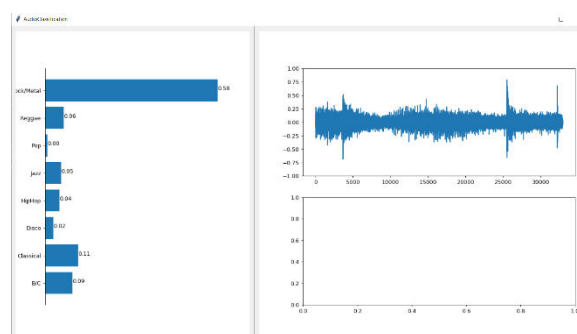 AudioClassification
ock/Metal 0.58
Reggae 0.06
Pop 0.00
Jazz 0.05
HipHop 0.04
Disco 0.02
Classical 0.11
B/C 0.09
1.00
0.75
0.50
0.25
0.00
−0.25
−0.50
−0.75
−1.00
0 5000 10000 15000 20000 25000 30000
1.0
0.8
0.6
0.4
0.2
0.0
0.0 0.2 0.4 0.6 0.8 1.0